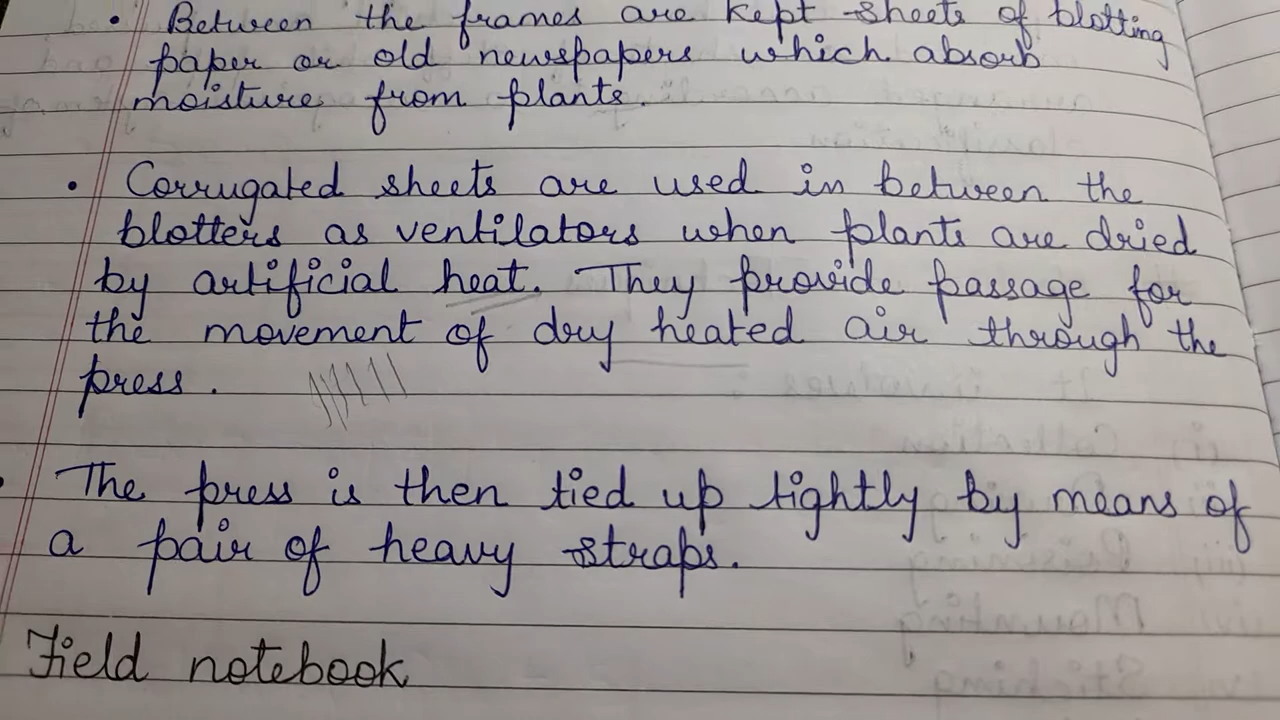 • Between the frames are kept sheets of blotting
paper or old newspapers which absorb
moisture from plants.
• Corrugated sheets are used in between the
blotters as ventilators when plants are dried
by artificial heat. They provide passage for
the movement of dry heated air through the
press.
• The press is then tied up tightly by means of
a pair of heavy straps.
Field notebook